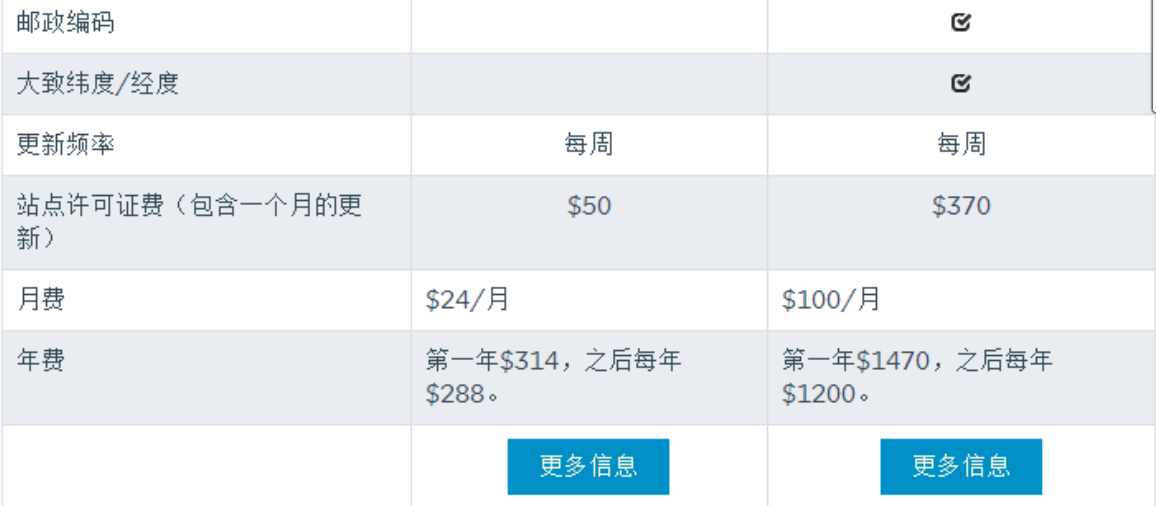 邮政编码
大致纬度/经度
更新频率 每周 每周
站点许可证费（包含一个月的更 $50 $370
新）
月费 $24/月 $100/月
年费 第一年$314，之后每年 第一年$1470，之后每年
$288。 $1200。
更多信息 更多信息